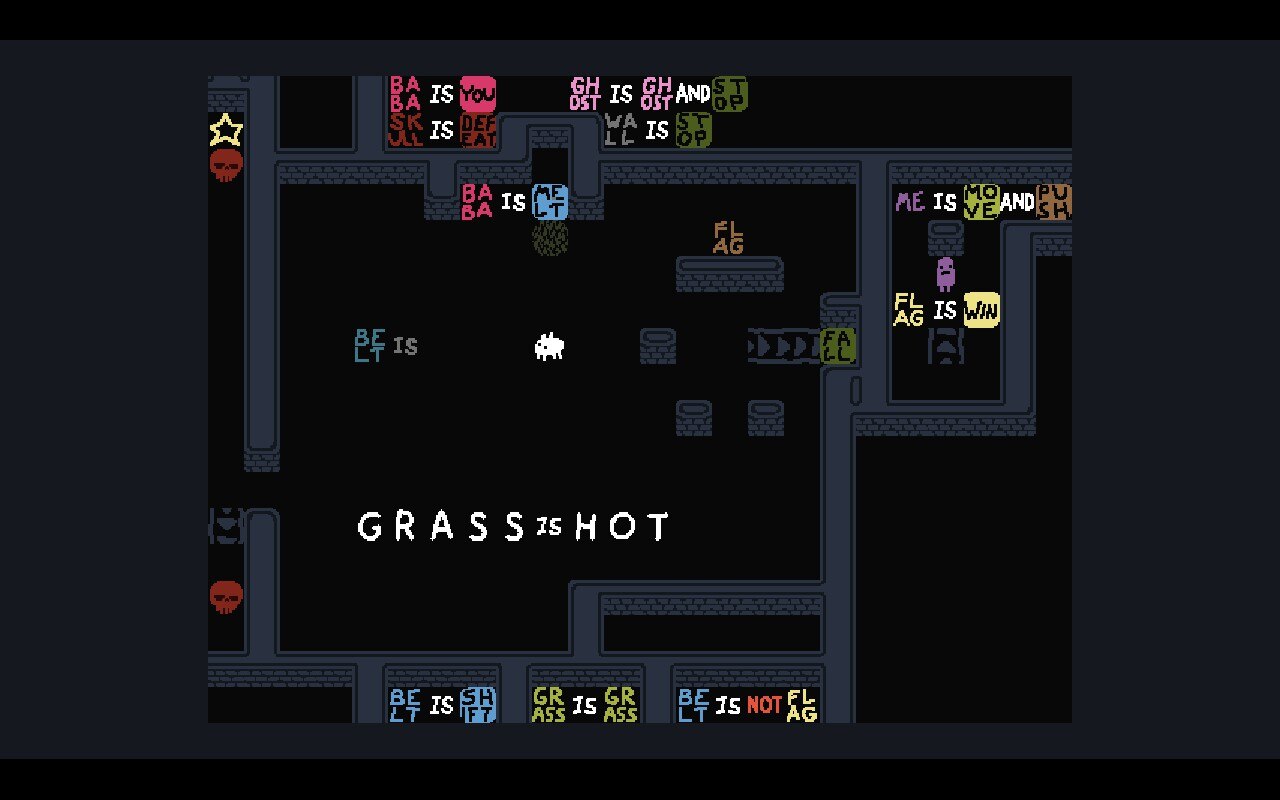 BABA IS YOU GHOST IS GHOST AND STOP
SKULL IS DEFEAT WALL IS STOP
BABA IS MELT
ME IS MOVE AND PUSH
FLAG
FLAG IS WIN
BELT IS
FALL
GRASS IS HOT
BELT IS SHIFT GRASS IS GRASS BELT IS NOT FLAG